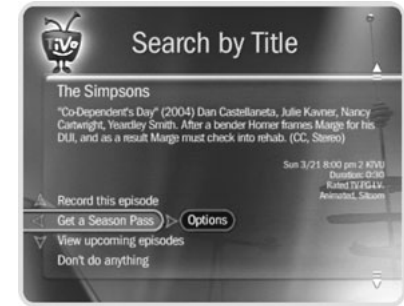 TiVo
Search by Title
The Simpsons
"Co-Dependent's Day" (2004) Dan Castellaneta, Julie Kavner, Nancy
Cartwright, Yeardley Smith. After a bender Homer frames Marge for his
DUI, and as a result Marge must check into rehab. (CC, Stereo)
Sun 3/21 8:00 pm 2 KTVU
Duration: 0:30
Rated TV-PG-LV.
Animated, Sitcom
Record this episode
Get a Season Pass Options
View upcoming episodes
Don't do anything